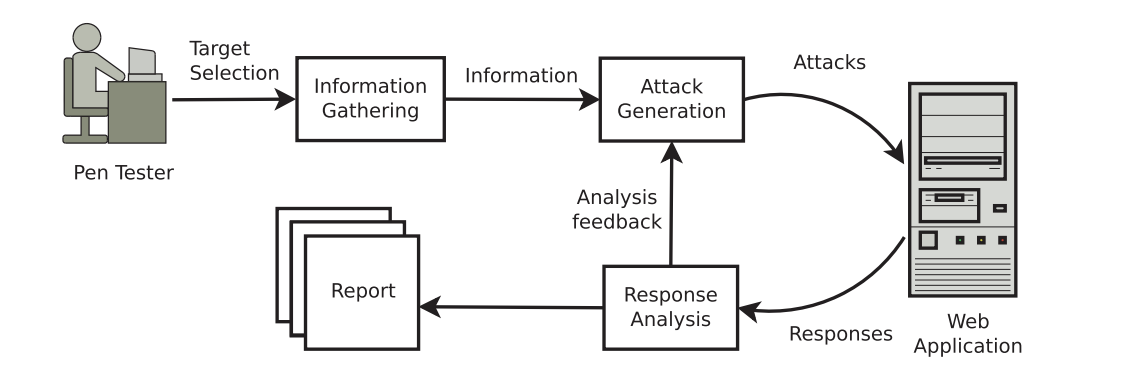 Target
Selection
Information
Gathering
Information
Attack
Generation
Attacks
Pen Tester
Analysis
feedback
Report
Response
Analysis
Responses
Web
Application